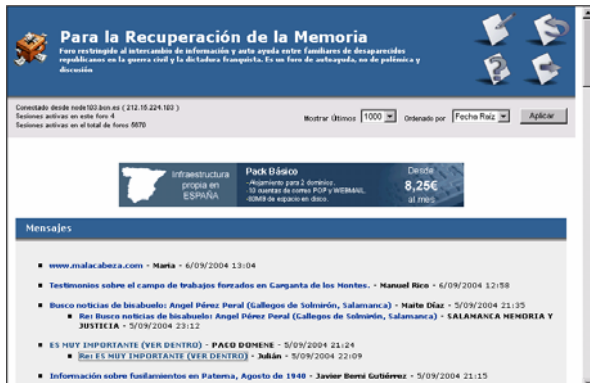 Para la Recuperación de la Memoria
Foro restringido al intercambio de información y auto ayuda entre familiares de desaparecidos
republicanos en la guerra civil y la dictadura franquista. Es un foro de autoayuda, no de polémica y
discusión
Conectado desde node103.bcn.es ( 212.15.224.103 )
Sesiones activas en este foro 4
Sesiones activas en el total de foros 5670
Mostrar Últimos 1000 Ordenado por Fecha Raíz Aplicar
Infraestructura
propia en
ESPAÑA
Pack Básico
-Alojamiento para 2 dominios.
-10 cuentas de correo POP y WEBMAIL.
-80MB de espacio en disco.
Desde
8,25€
al mes
Mensajes
www.malacabeza.com - María - 6/09/2004 13:04
Testimonios sobre el campo de trabajos forzados en Garganta de los Montes. - Manuel Rico - 6/09/2004 12:58
Busco noticias de bisabuelo: Angel Pérez Peral (Gallegos de Solmirón, Salamanca) - Maite Díaz - 5/09/2004 21:35
Re: Busco noticias de bisabuelo: Angel Pérez Peral (Gallegos de Solmirón, Salamanca) - SALAMANCA MEMORIA Y
JUSTICIA - 5/09/2004 23:12
ES MUY IMPORTANTE (VER DENTRO) - PACO DOMENE - 5/09/2004 21:24
Re: ES MUY IMPORTANTE (VER DENTRO) - Julián - 5/09/2004 22:09
Información sobre fusilamientos en Paterna, Agosto de 1940 - Javier Berni Gutiérrez - 5/09/2004 21:15